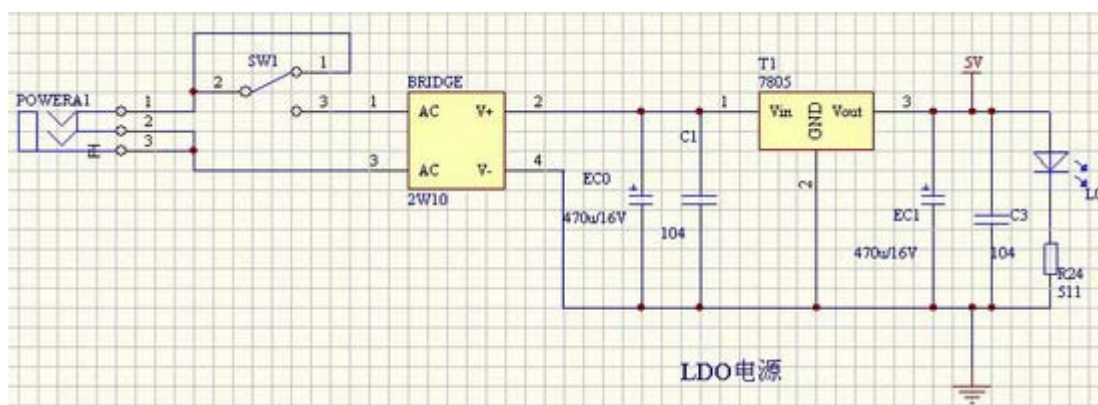 SW1
1
2
3
POWERA1
1
2
3
BRIDGE
1
AC
V+
2
3
AC
V-
4
2W10
EC0
470u/16V
C1
104
T1
7805
1
Vin
GND
Vout
3
2
5V
EC1
470u/16V
C3
104
R24
511
LDO电源